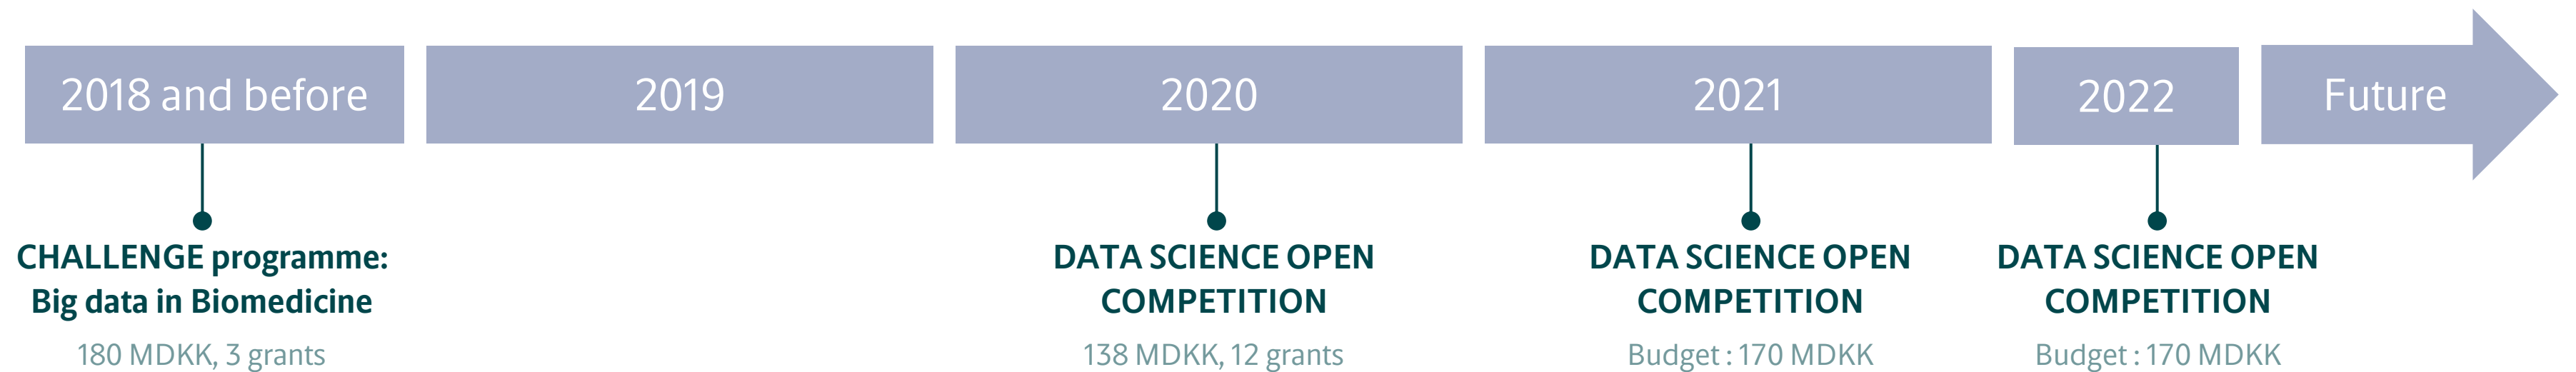 2018 and before
2019
2020
2021
2022
Future
CHALLENGE programme:
Big data in Biomedicine
180 MDKK, 3 grants
DATA SCIENCE OPEN
COMPETITION
138 MDKK, 12 grants
DATA SCIENCE OPEN
COMPETITION
Budget : 170 MDKK
DATA SCIENCE OPEN
COMPETITION
Budget : 170 MDKK